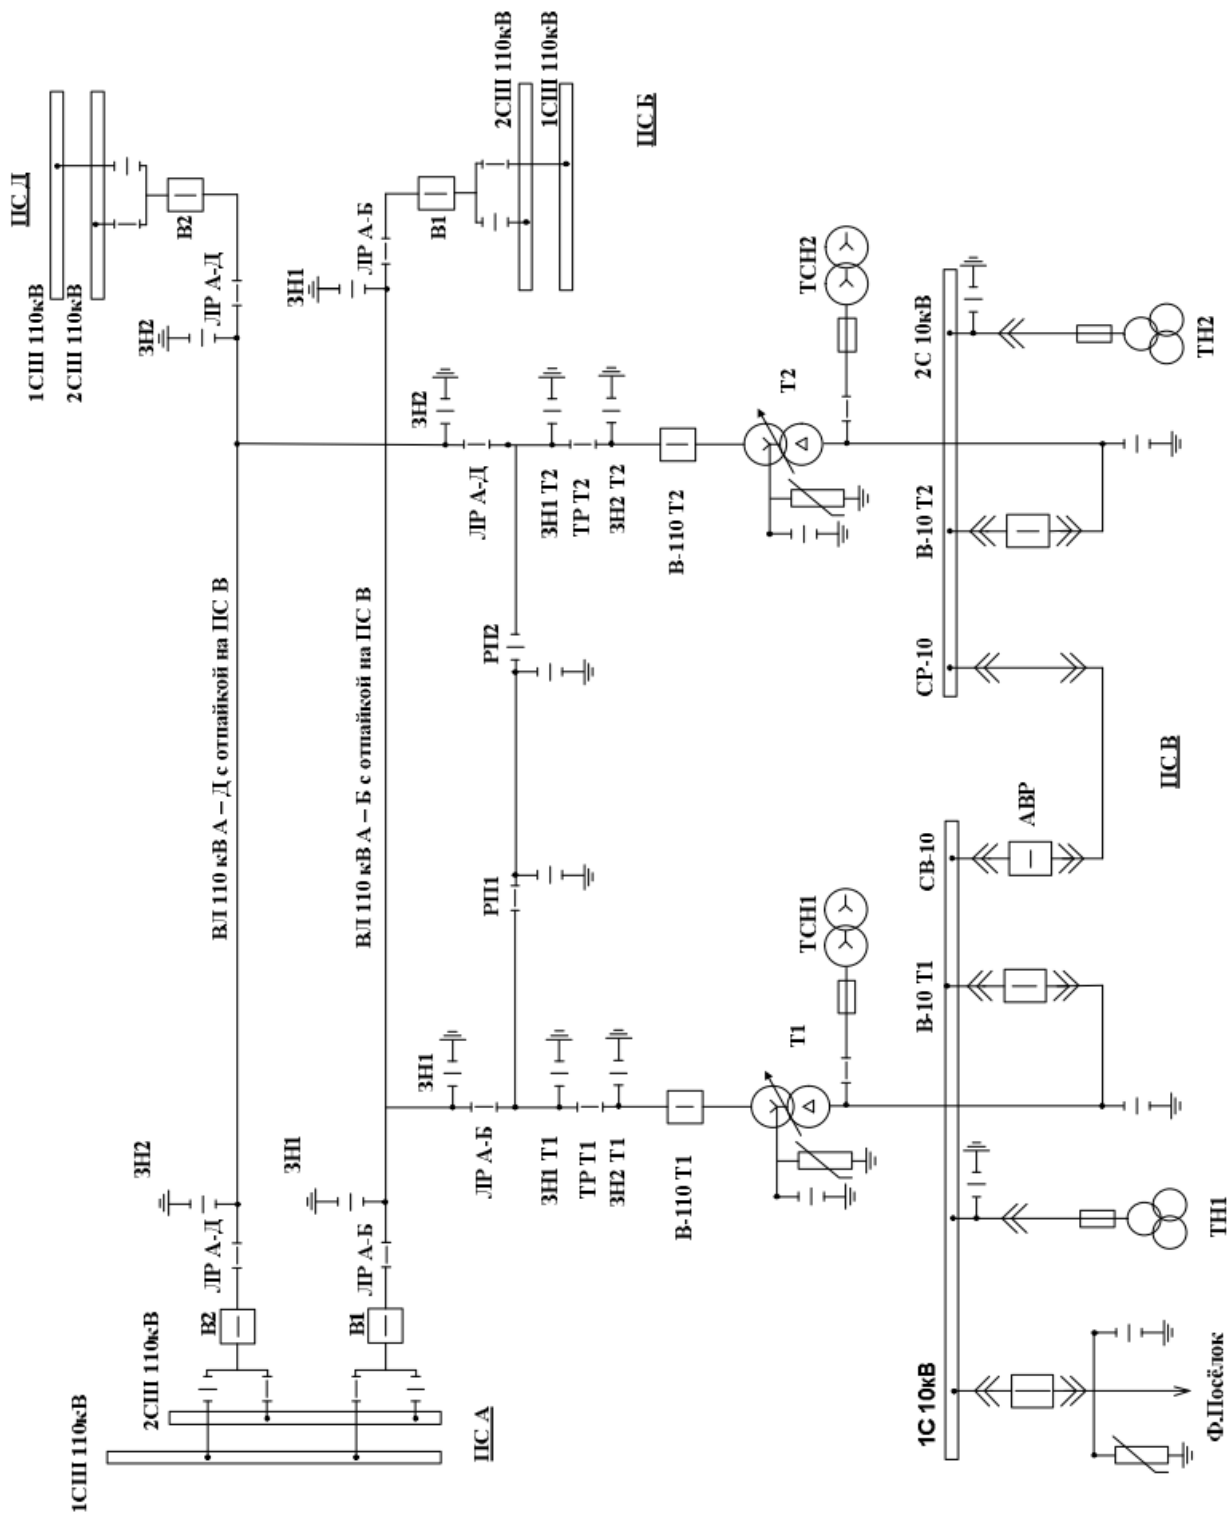 ПС Д
1СШ 110кВ
2СШ 110кВ
1СШ 110кВ
2СШ 110кВ
ЗН2
ЗН2
В2
В2
ЛР А-Д
ВЛ 110 кВ А – Д с отпайкой на ПС В
ЛР А-Д
ЗН1
ЗН1
В1
ЛР А-Б
ВЛ 110 кВ А – Б с отпайкой на ПС В
ЛР А-Б
В1
2СШ 110кВ
1СШ 110кВ
ПС Б
ПС А
ЗН1
ЗН2
ЛР А-Б
РП1
РП2
ЛР А-Д
ЗН1 Т1
ТР Т1
ЗН2 Т1
ЗН1 Т2
ТР Т2
ЗН2 Т2
В-110 Т1
В-110 Т2
Т1
Т2
ТСН1
ТСН2
1С 10кВ
В-10 Т1
СВ-10
СР-10
В-10 Т2
2С 10кВ
АВР
ПС В
Ф.Посёлок
ТН1
ТН2